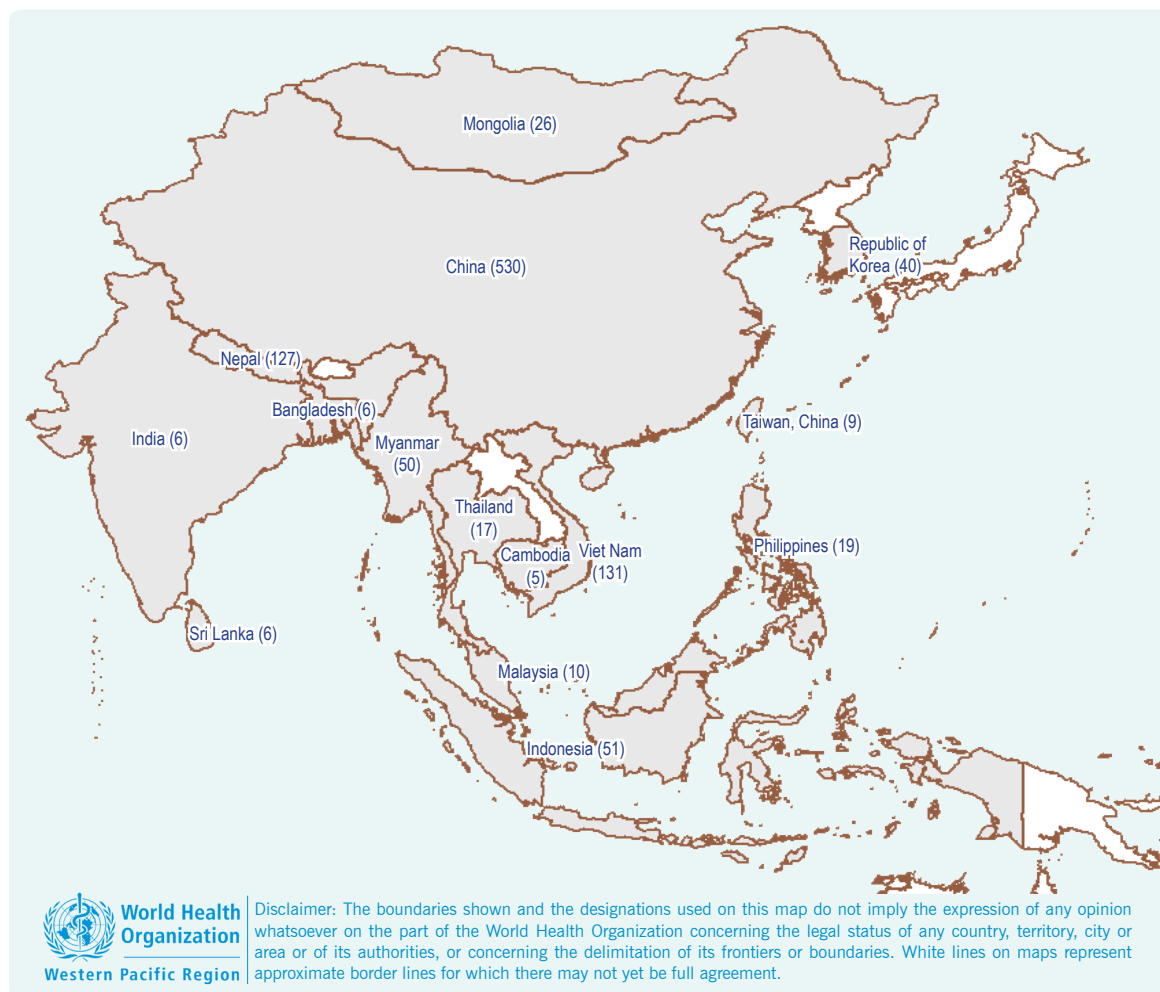 Mongolia (26)
Republic of
Korea (40)
China (530)
Nepal (127)
Bangladesh (6)
Taiwan, China (9)
India (6)
Myanmar
(50)
Thailand
(17)
Philippines (19)
Cambodia
(5)
Viet Nam
(131)
Sri Lanka (6)
Malaysia (10)
Indonesia (51)
World Health
Organization
Western Pacific Region
Disclaimer: The boundaries shown and the designations used on this map do not imply the expression of any opinion
whatsoever on the part of the World Health Organization concerning the legal status of any country, territory, city or
area or of its authorities, or concerning the delimitation of its frontiers or boundaries. White lines on maps represent
approximate border lines for which there may not yet be full agreement.